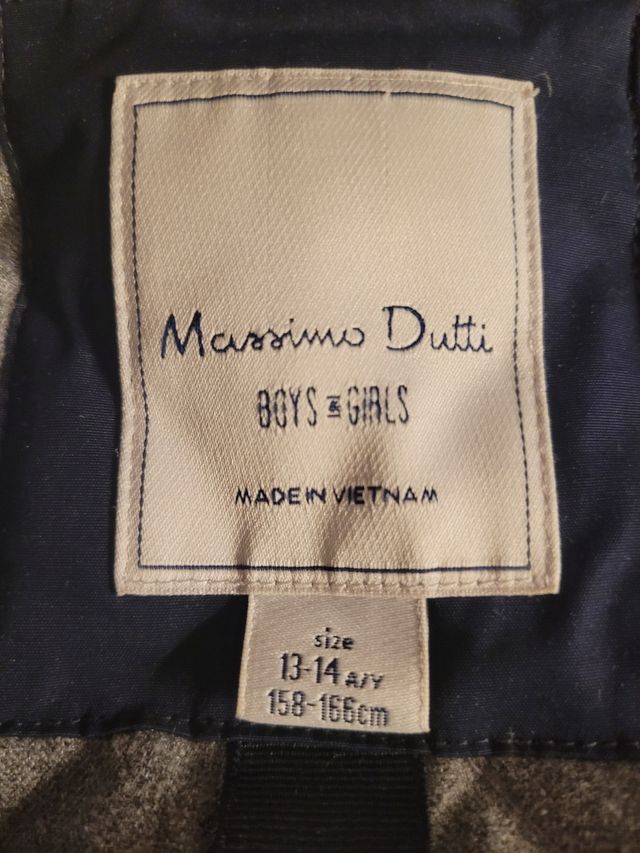 Massimo Dutti
BOYS & GIRLS
MADE IN VIETNAM
size
13-14 A/Y
158-166cm